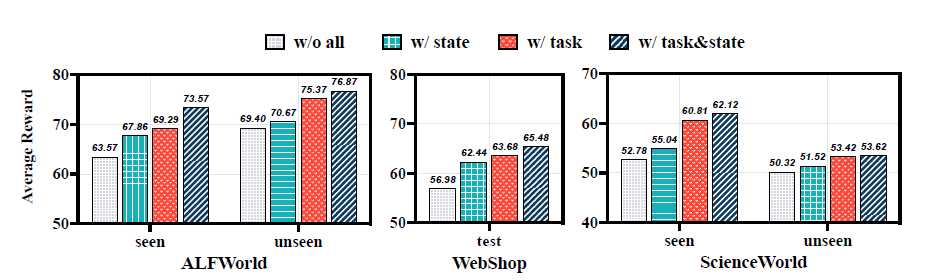 w/o all w/ state w/ task w/ task&state
Average Reward
80
70
60
50
63.57 67.86 69.29 73.57
69.40 70.67 75.37 76.87
seen unseen
ALFWorld
80
70
60
50
56.98 62.44 63.68 65.48
test
WebShop
70
60
50
40
52.78 55.04 60.81 62.12
50.32 51.52 53.42 53.62
seen unseen
ScienceWorld